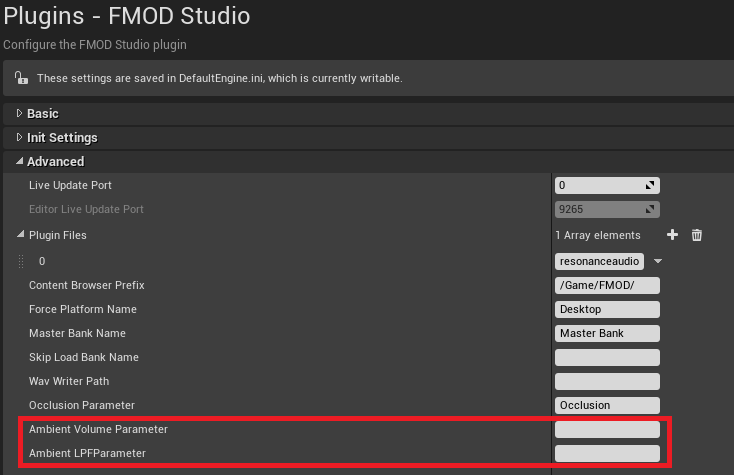 Plugins - FMOD Studio
Configure the FMOD Studio plugin
These settings are saved in DefaultEngine.ini, which is currently writable.
Basic
Init Settings
Advanced
Live Update Port 0
Editor Live Update Port 9265
Plugin Files 1 Array elements
0 resonanceaudio
Content Browser Prefix /Game/FMOD/
Force Platform Name Desktop
Master Bank Name Master Bank
Skip Load Bank Name
Wav Writer Path
Occlusion Parameter Occlusion
Ambient Volume Parameter
Ambient LPFParameter